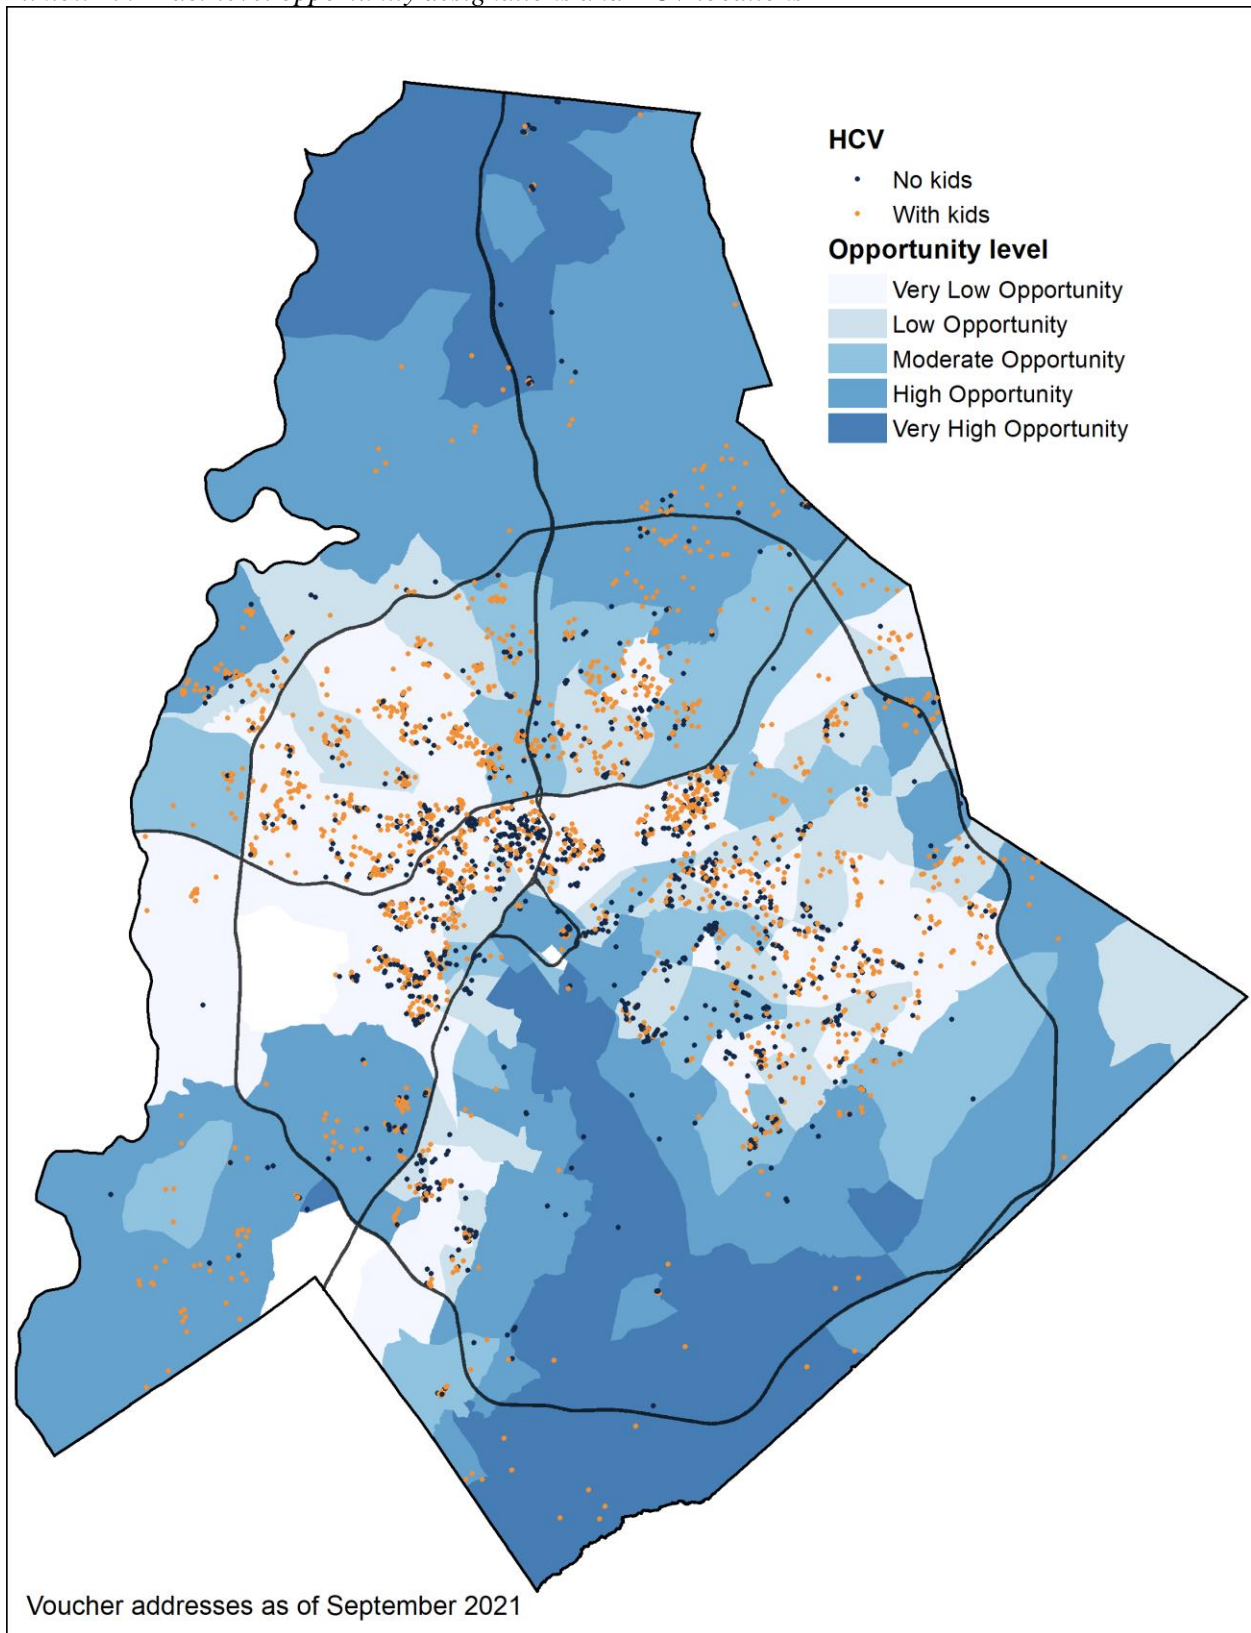 HCV
No kids
With kids
Opportunity level
Very Low Opportunity
Low Opportunity
Moderate Opportunity
High Opportunity
Very High Opportunity
Voucher addresses as of September 2021